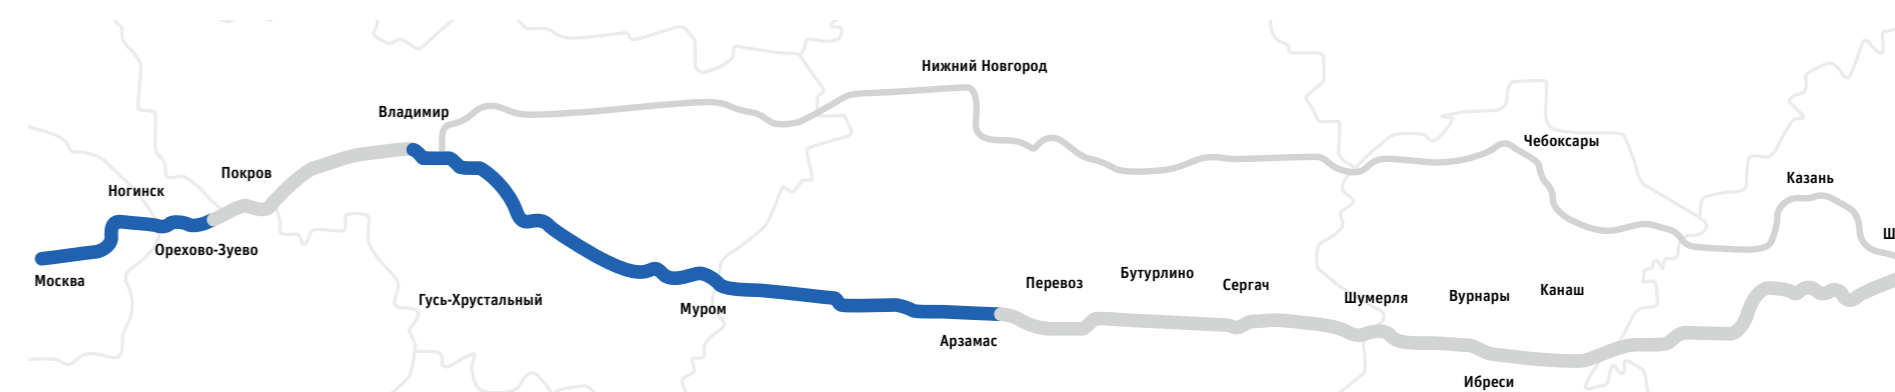 Нижний Новгород
Владимир
Чебоксары
Покров
Казань
Ногинск
Ш
Орехово-Зуево
Москва
Бутурлино
Перевоз
Сергач
Гусь-Хрустальный
Шумерля
Вурнары
Канаш
Муром
Арзамас
Ибреси